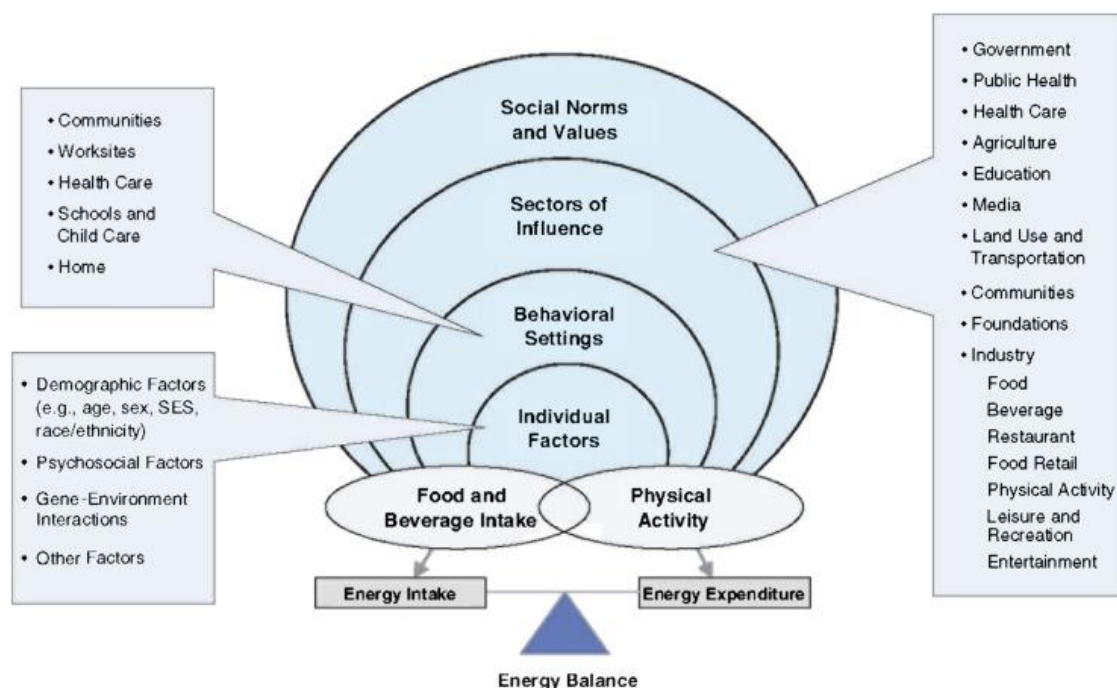 Social Norms
and Values
Sectors of
Influence
Behavioral
Settings
Individual
Factors
Food and
Beverage Intake
Physical
Activity
Energy Intake
Energy Expenditure
Energy Balance
• Communities
• Worksites
• Health Care
• Schools and
Child Care
• Home
• Demographic Factors
(e.g., age, sex, SES,
race/ethnicity)
• Psychosocial Factors
• Gene-Environment
Interactions
• Other Factors
• Government
• Public Health
• Health Care
• Agriculture
• Education
• Media
• Land Use and
Transportation
• Communities
• Foundations
• Industry
Food
Beverage
Restaurant
Food Retail
Physical Activity
Leisure and
Recreation
Entertainment